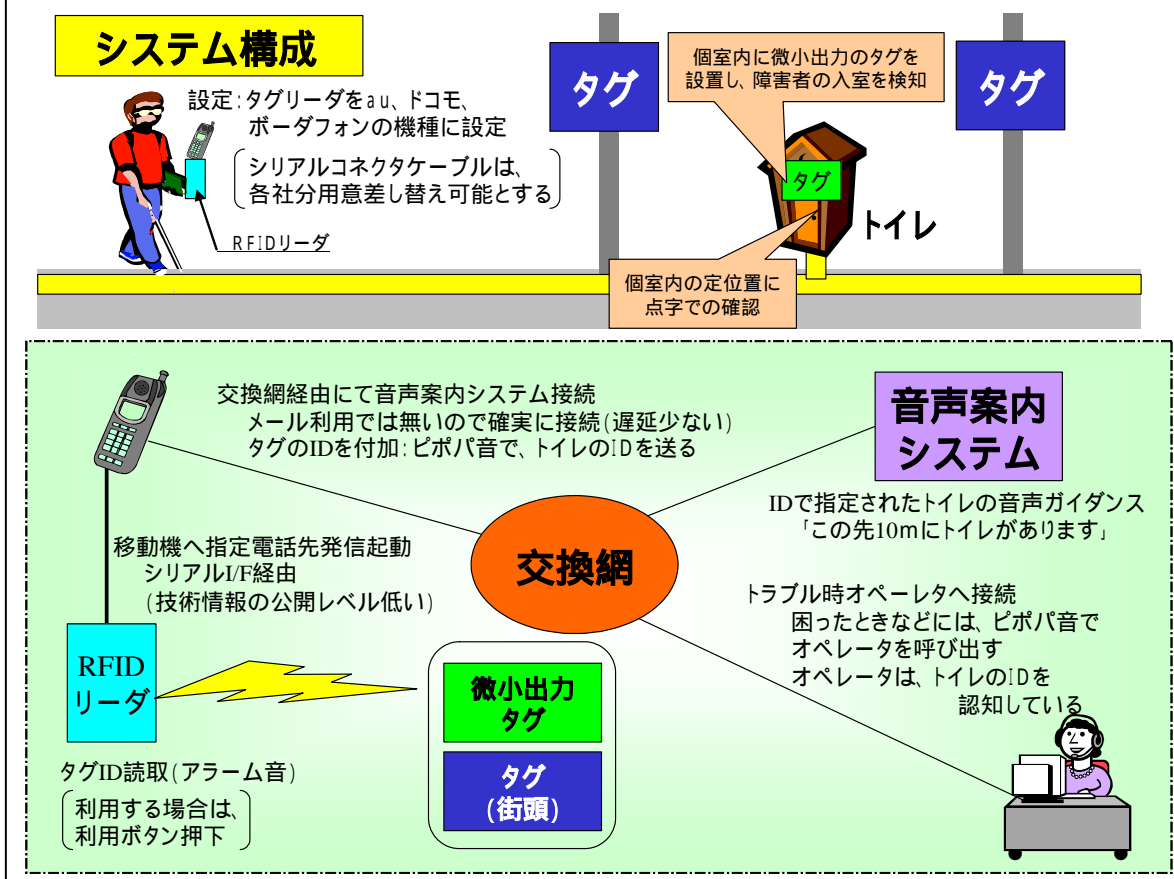 システム構成
設定:タグリーダをau、ドコモ、
ボーダフォンの機種に設定
シリアルコネクタケーブルは、
各社分用意差し替え可能とする
RFIDリーダ
タグ
個室内に微小出力のタグを
設置し、障害者の入室を検知
タグ
タグ
トイレ
個室内の定位置に
点字での確認
交換網経由にて音声案内システム接続
メール利用では無いので確実に接続(遅延少ない)
タグのIDを付加:ピポパ音で、トイレのIDを送る
音声案内
システム
IDで指定されたトイレの音声ガイダンス
「この先10mにトイレがあります」
移動機へ指定電話先発信起動
シリアルI/F経由
(技術情報の公開レベル低い)
交換網
トラブル時オペーレタへ接続
困ったときなどには、ピポパ音で
オペレータを呼び出す
オペレータは、トイレのIDを
認知している
RFID
リーダ
微小出力
タグ
タグ
(街頭)
タグID読取(アラーム音)
利用する場合は、
利用ボタン押下